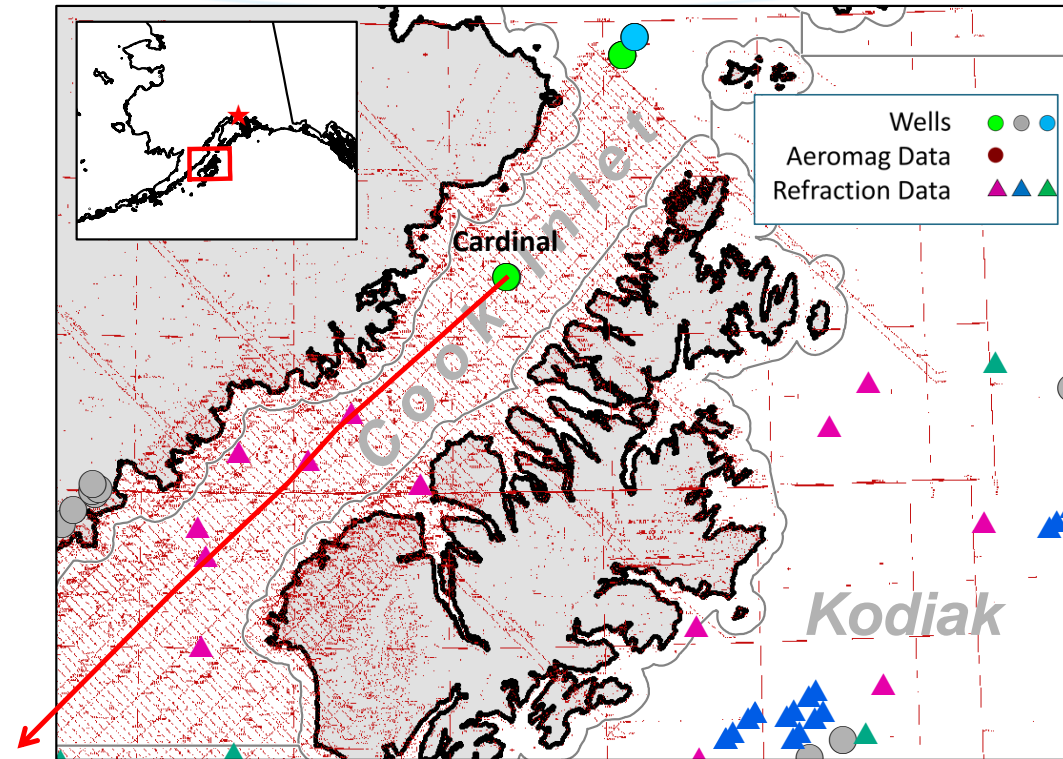 Wells
Aeromag Data
Refraction Data
Cardinal
Cook Inlet
Kodiak